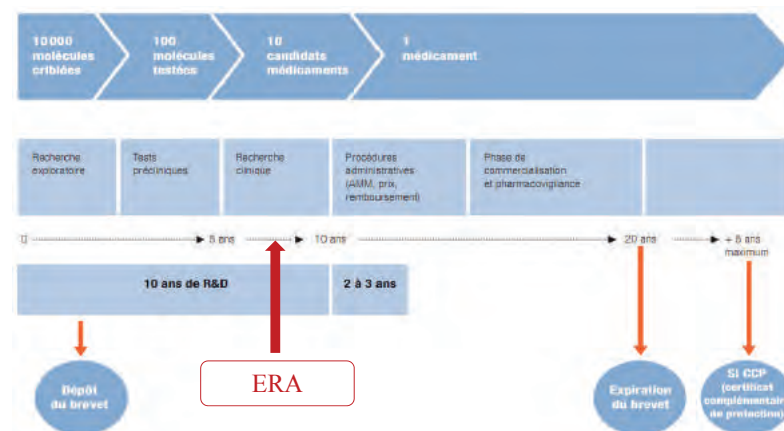 10 000
molécules
criblées
100
molécules
testées
10
candidats
médicaments
1
médicament
Recherche
exploratoire
Tests
précliniques
Recherche
clinique
Procédures
administratives
(AMM, prix,
remboursement)
Phase de
commercialisation
et pharmacovigilance
0
5 ans
10 ans
20 ans
+ 5 ans
maximum
10 ans de R&D
2 à 3 ans
ERA
Dépôt
du brevet
Expiration
du brevet
SI CCP
(certificat
complémentaire
de protection)